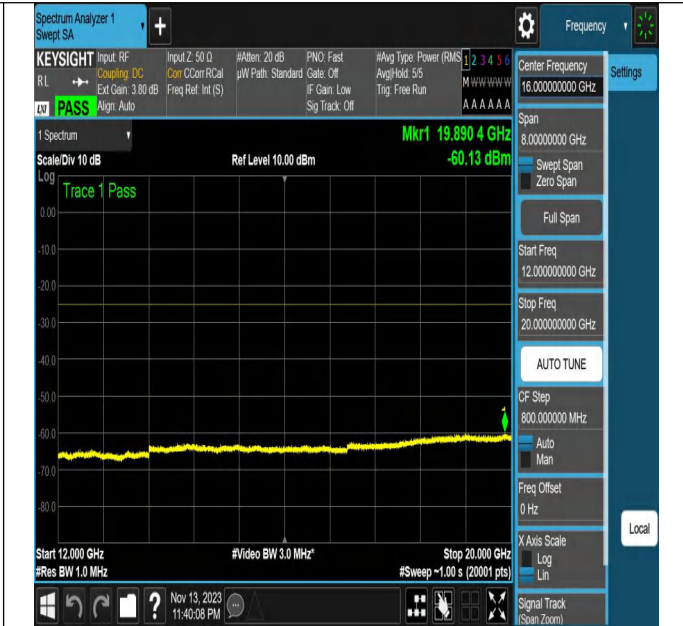 Spectrum Analyzer 1
Swept SA
+
Frequency
KEYSIGHT
RL
LXI
PASS
Input: RF
Coupling: DC
Ext Gain: 3.80 dB
Align: Auto
Input Z: 50 Ω
Corr CCorr RCal
Freq Ref: Int (S)
#Atten: 20 dB
µW Path: Standard
PNO: Fast
Gate: Off
IF Gain: Low
Sig Track: Off
#Avg Type: Power (RMS
Avg|Hold: 5/5
Trig: Free Run
1 2 3 4 5 6
M W W W W W
A A A A A A
1 Spectrum
Scale/Div 10 dB
Ref Level 10.00 dBm
Mkr1 19.890 4 GHz
-60.13 dBm
Log
Trace 1 Pass
0.00
-10.0
-30.0
-40.0
-50.0
-60.0
-70.0
-80.0
Start 12.000 GHz
#Video BW 3.0 MHz*
Stop 20.000 GHz
#Res BW 1.0 MHz
#Sweep ~1.00 s (20001 pts)
?
Nov 13, 2023
11:40:08 PM
Center Frequency
16.00000000 GHz
Settings
Span
8.00000000 GHz
Swept Span
Zero Span
Full Span
Start Freq
12.000000000 GHz
Stop Freq
20.000000000 GHz
AUTO TUNE
CF Step
800.000000 MHz
Auto
Man
Freq Offset
0 Hz
X Axis Scale
Log
Lin
Local
Signal Track
(Span Zoom)